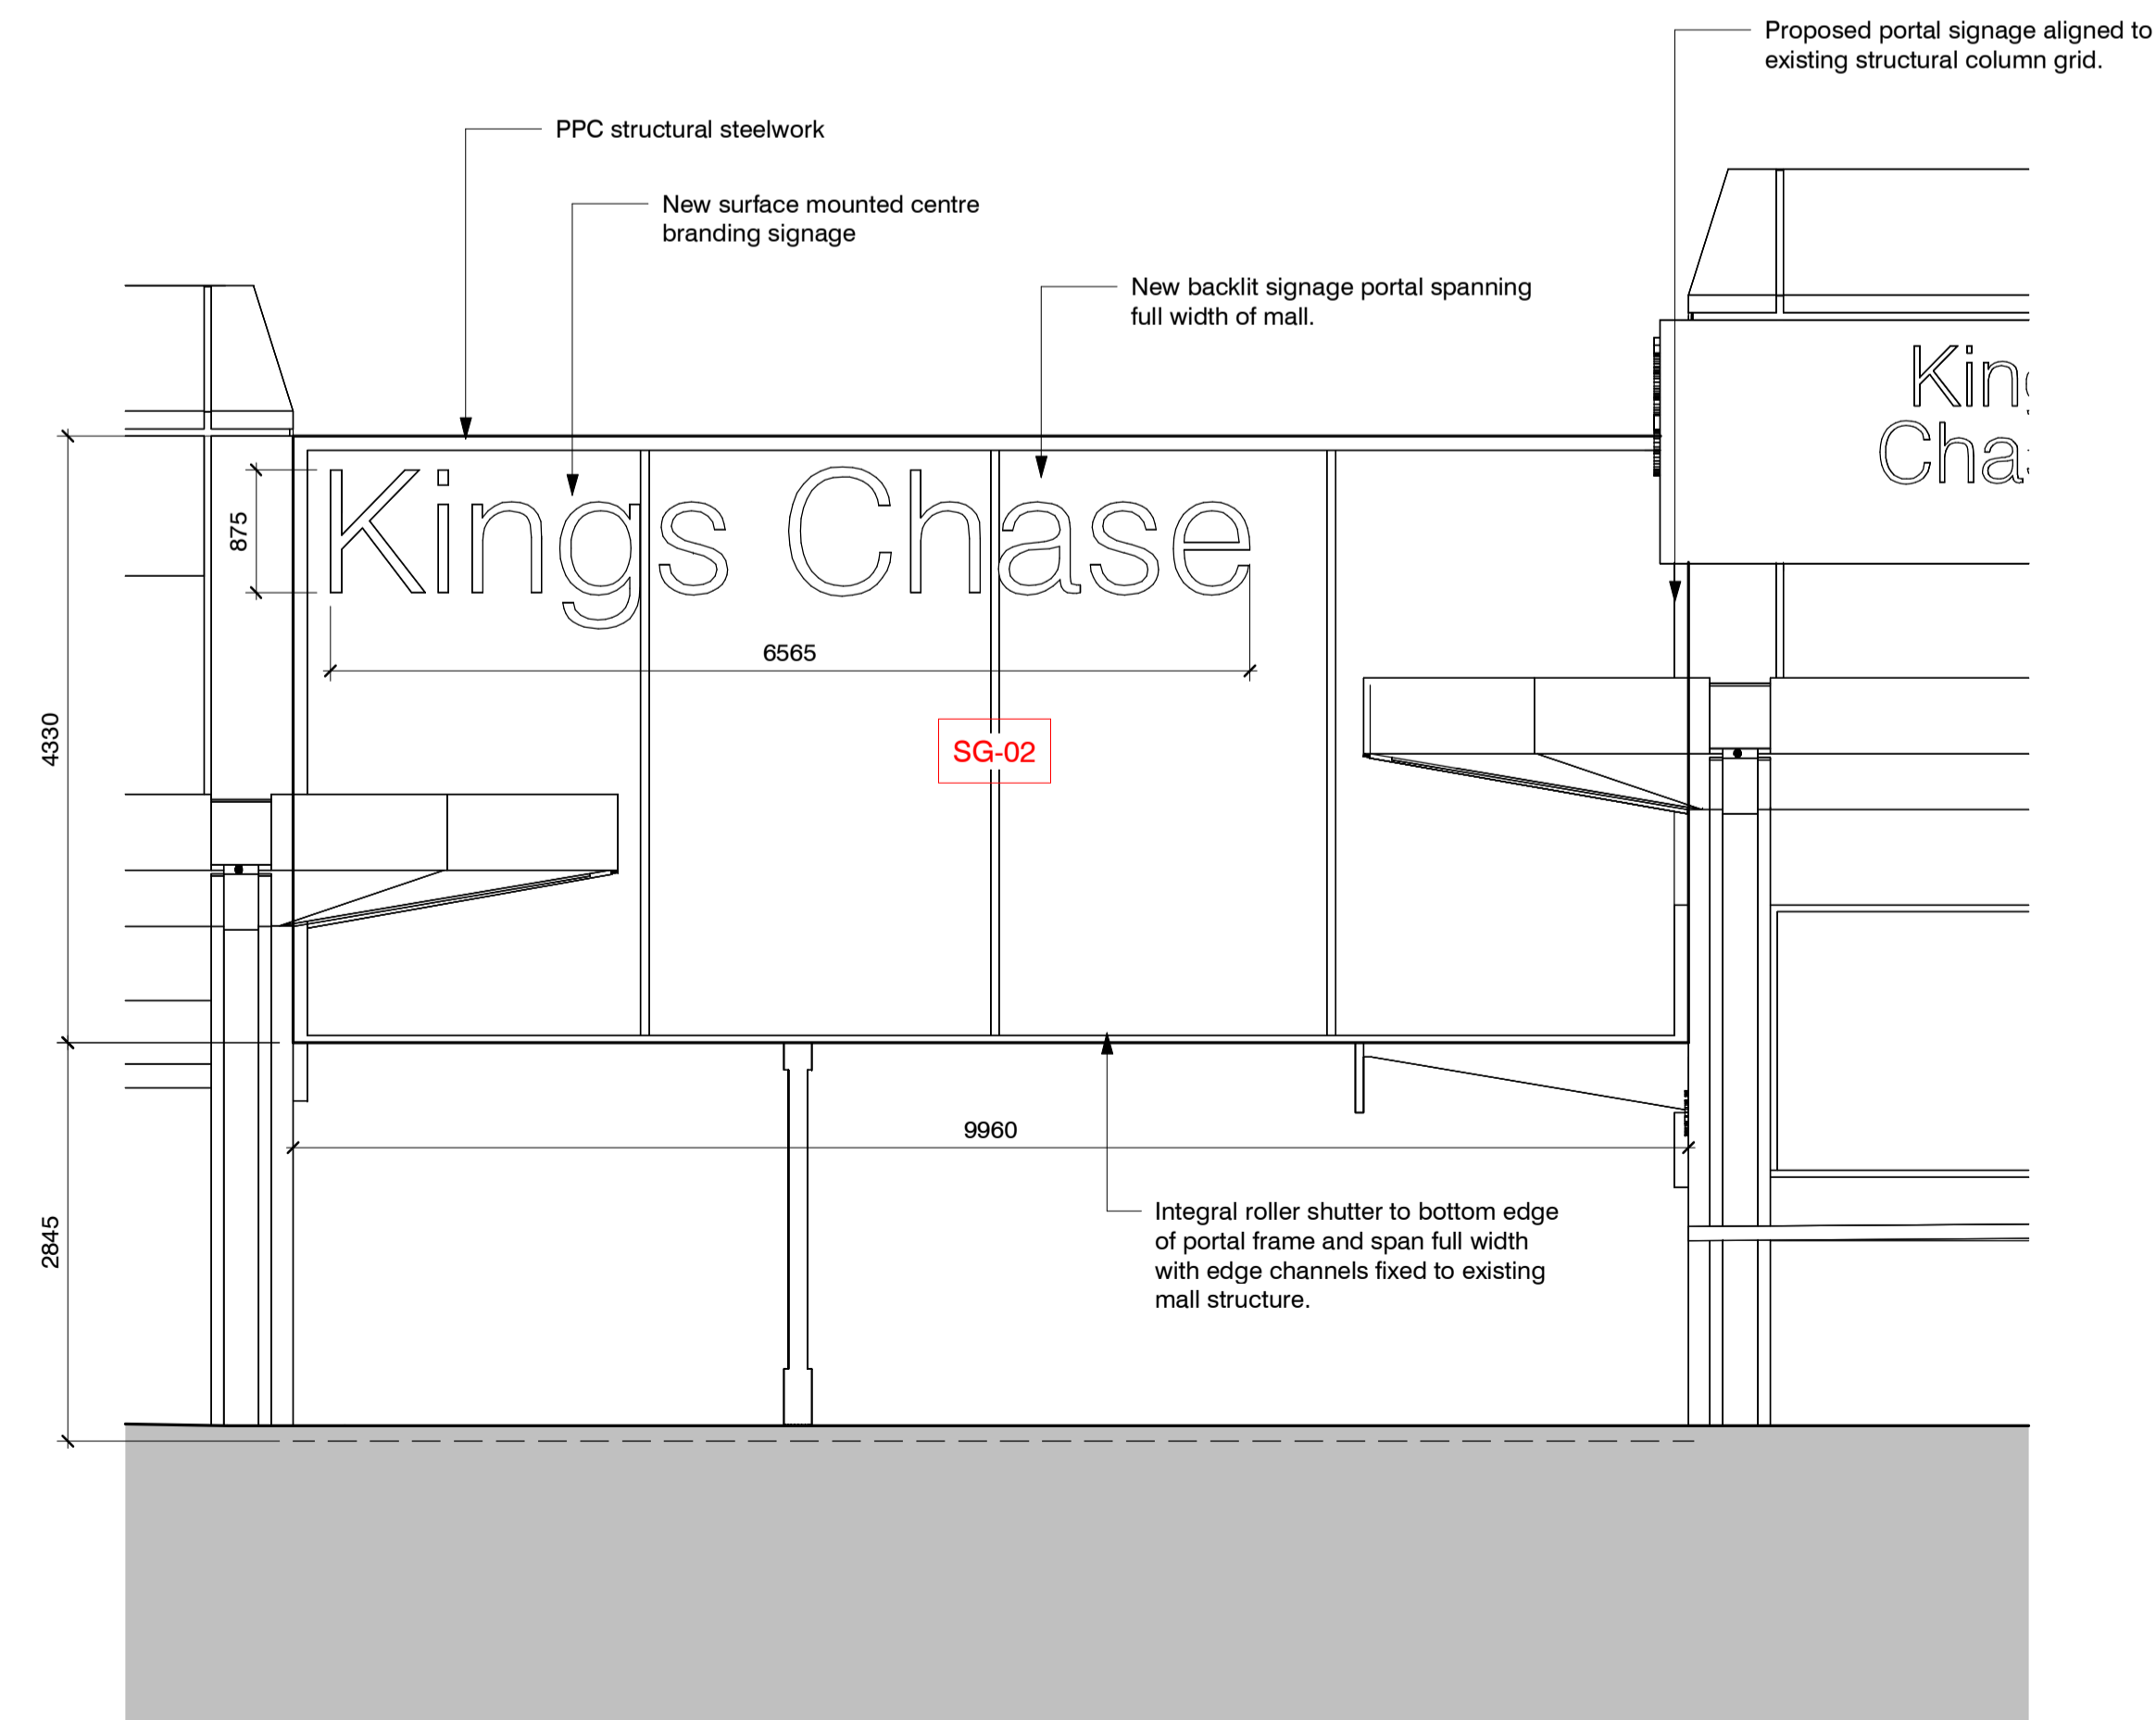 Proposed portal signage aligned to
existing structural column grid.
PPC structural steelwork
New surface mounted centre
branding signage
New backlit signage portal spanning
full width of mall.
Kings Chase
875
6565
4330
SG-02
9960
2845
Integral roller shutter to bottom edge
of portal frame and span full width
with edge channels fixed to existing
mall structure.
Kin
Cha